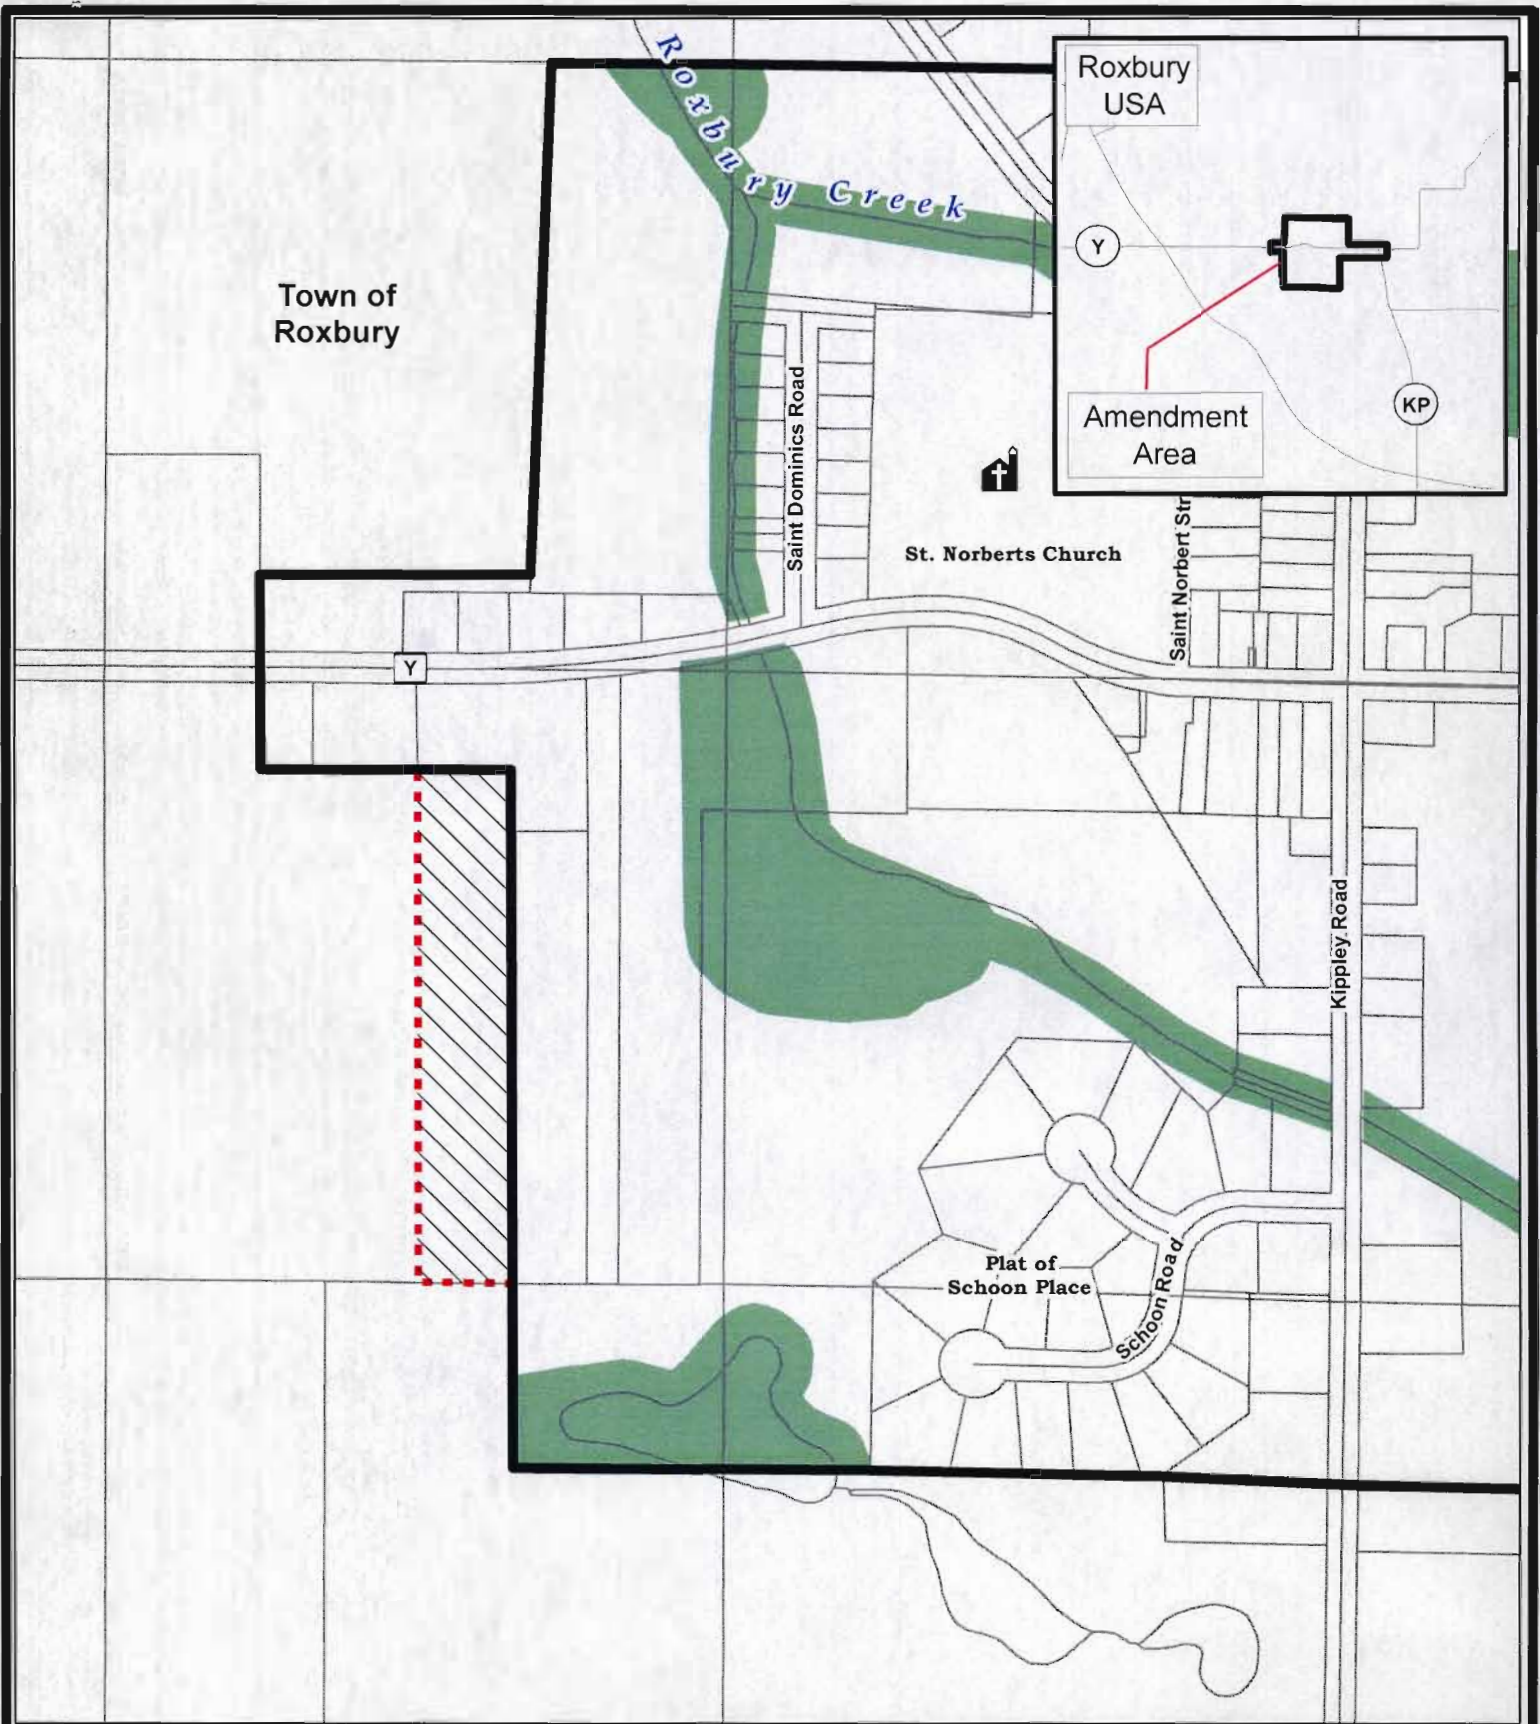 Roxbury Creek
Roxbury
USA
Y
Town of
Roxbury
KP
Amendment
Area
Saint Dominics Road
St. Norberts Church
Saint Norbert Str
Y
Kippley Road
Plat of
Schoon Place
Schoon Road